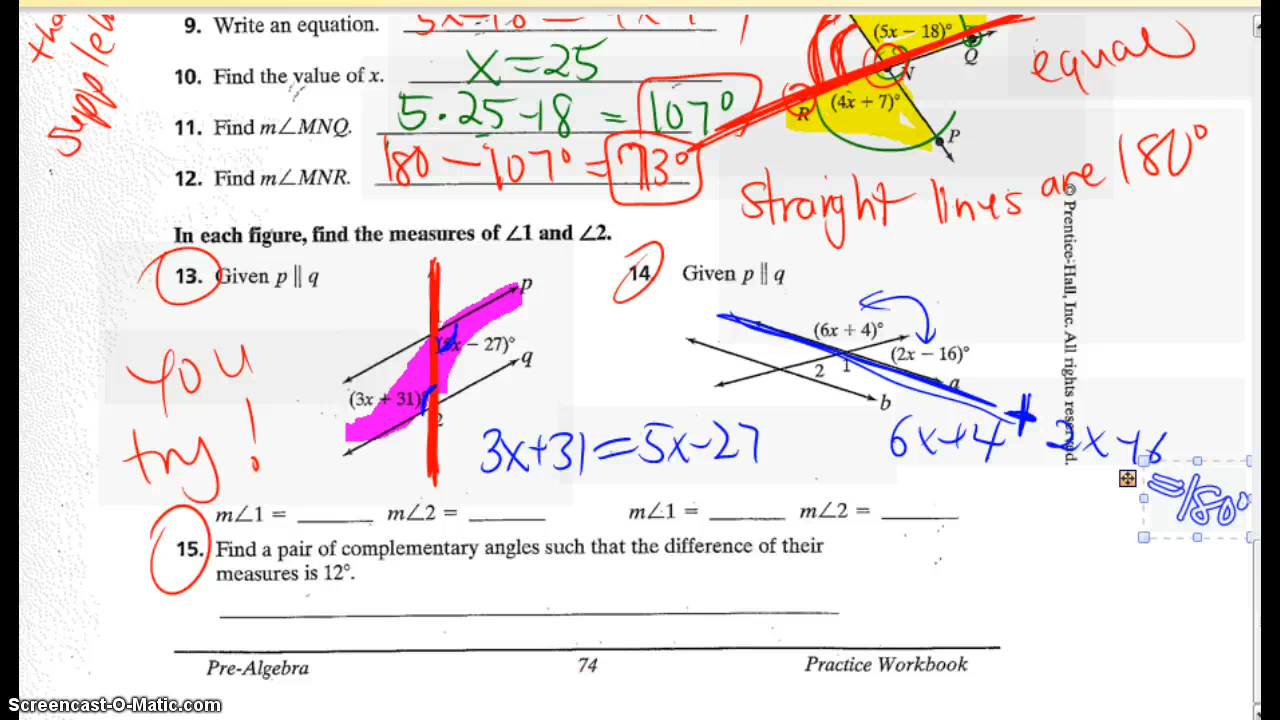 9. Write an equation.
10. Find the value of x. x = 25
5 · 25 - 18 = 107°
11. Find m∠MNQ.
180 - 107° = 73°
12. Find m∠MNR.
(5x − 18)°
Q
N
R
(4x + 7)°
P
equal
straight lines are 180°
In each figure, find the measures of ∠1 and ∠2.
13. Given p ∥ q
p
(5x − 27)°
q
(3x + 31)
2
you
try!
3x+31=5x-27
14. Given p ∥ q
(6x + 4)°
(2x − 16)°
2 1
a
b
6x+4 + 2x-16
=180°
m∠1 = ______ m∠2 = ______
m∠1 = ______ m∠2 = ______
15. Find a pair of complementary angles such that the difference of their
measures is 12°.
Pre-Algebra 74 Practice Workbook
© Prentice-Hall, Inc. All rights reserved.
Screencast-O-Matic.com